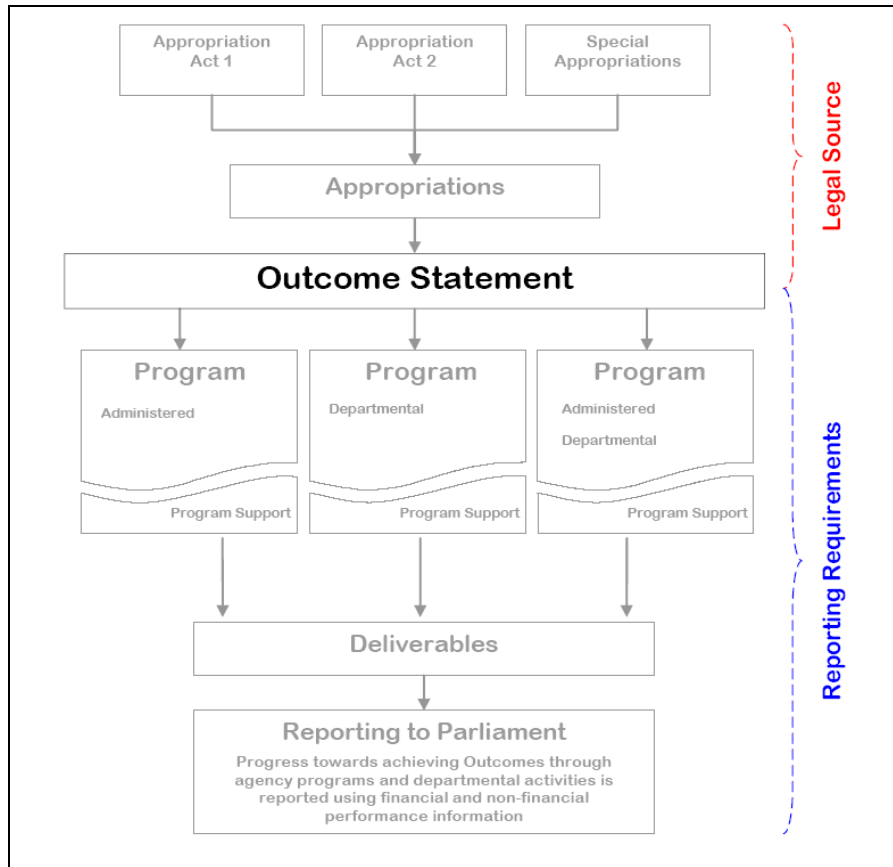 Appropriation
Act 1
Appropriation
Act 2
Special
Appropriations
Appropriations
Legal Source
Outcome Statement
Program
Administered
Program Support
Program
Departmental
Program Support
Program
Administered
Departmental
Program Support
Deliverables
Reporting to Parliament
Progress towards achieving Outcomes through
agency programs and departmental activities is
reported using financial and non-financial
performance information
Reporting Requirements